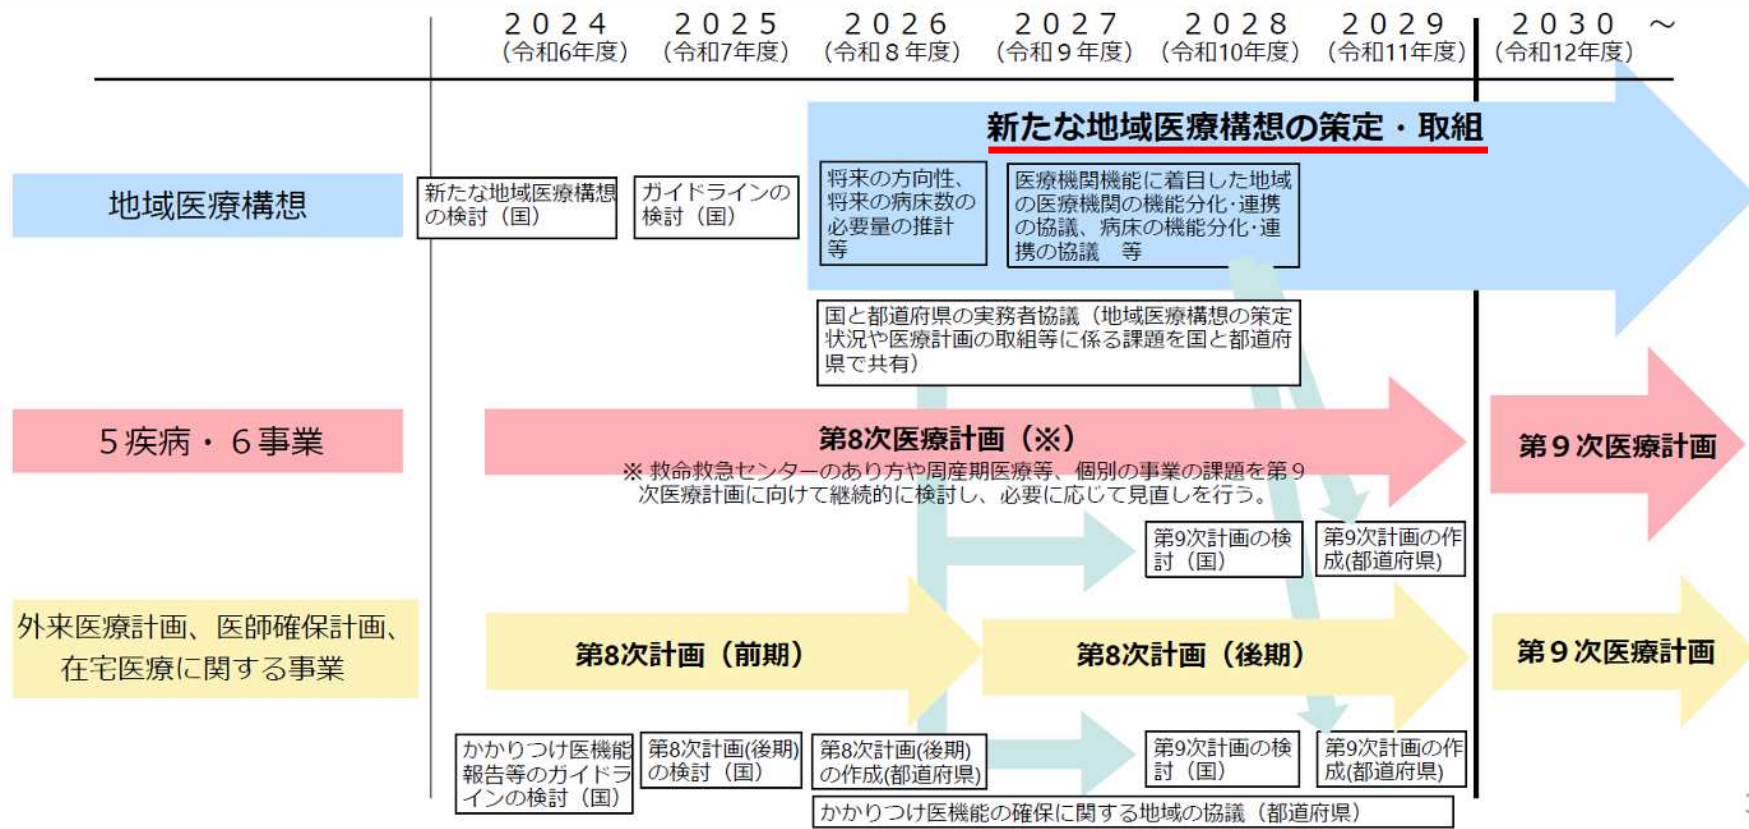 ２０２４
２０２５
２０２６
２０２７
２０２８
２０２９
２０３０　～
（令和6年度）
（令和7年度）
（令和８年度）
（令和９年度）
（令和10年度）
（令和11年度）
（令和12年度）
新たな地域医療構想の策定・取組
地域医療構想
新たな地域医療構想
の検討（国）
ガイドラインの
検討（国）
将来の方向性、
将来の病床数の
必要量の推計
等
医療機関機能に着目した地域
の医療機関の機能分化･連携
の協議、病床の機能分化･連
携の協議　等
国と都道府県の実務者協議（地域医療構想の策定
状況や医療計画の取組等に係る課題を国と都道府
県で共有）
５疾病・６事業
第8次医療計画（※）
※ 救命救急センターのあり方や周産期医療等、個別の事業の課題を第９
次医療計画に向けて継続的に検討し、必要に応じて見直しを行う。
第９次医療計画
第9次計画の検
討（国）
第9次計画の作
成(都道府県)
外来医療計画、医師確保計画、
在宅医療に関する事業
第8次計画（前期）
第8次計画（後期）
第９次医療計画
かかりつけ医機能
報告等のガイドラ
インの検討（国）
第8次計画(後期)
の検討（国）
第8次計画(後期)
の作成(都道府県)
第9次計画の検
討（国）
第9次計画の作
成(都道府県)
かかりつけ医機能の確保に関する地域の協議（都道府県）